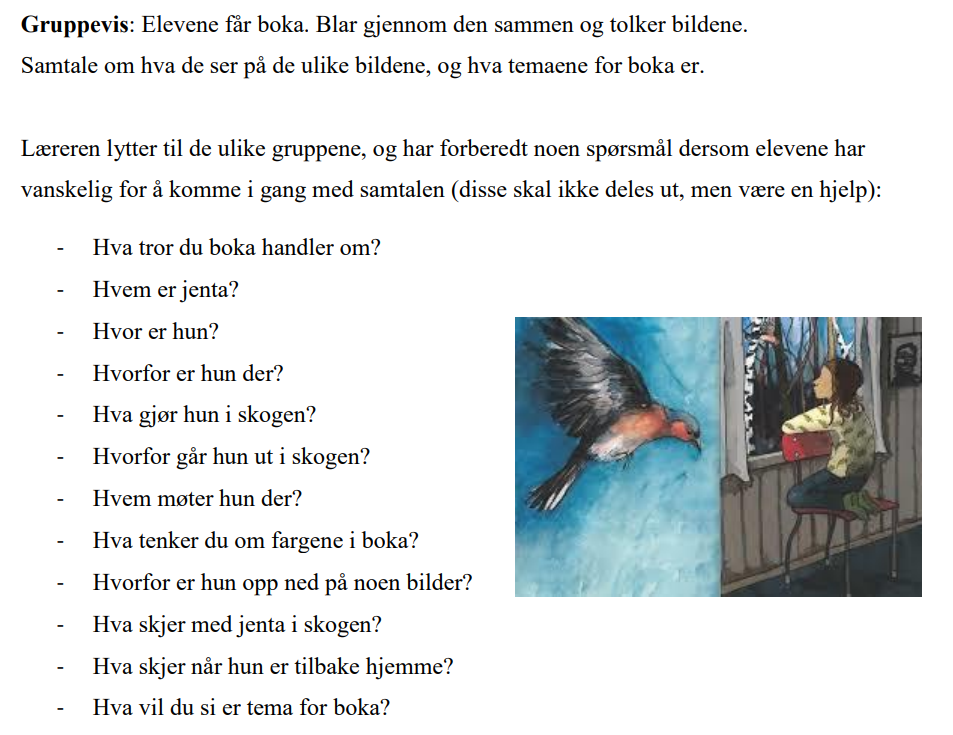 Gruppevis: Elevene får boka. Blar gjennom den sammen og tolker bildene.
Samtale om hva de ser på de ulike bildene, og hva temaene for boka er.
Læreren lytter til de ulike gruppene, og har forberedt noen spørsmål dersom elevene har
vanskelig for å komme i gang med samtalen (disse skal ikke deles ut, men være en hjelp):
- Hva tror du boka handler om?
- Hvem er jenta?
- Hvor er hun?
- Hvorfor er hun der?
- Hva gjør hun i skogen?
- Hvorfor går hun ut i skogen?
- Hvem møter hun der?
- Hva tenker du om fargene i boka?
- Hvorfor er hun opp ned på noen bilder?
- Hva skjer med jenta i skogen?
- Hva skjer når hun er tilbake hjemme?
- Hva vil du si er tema for boka?